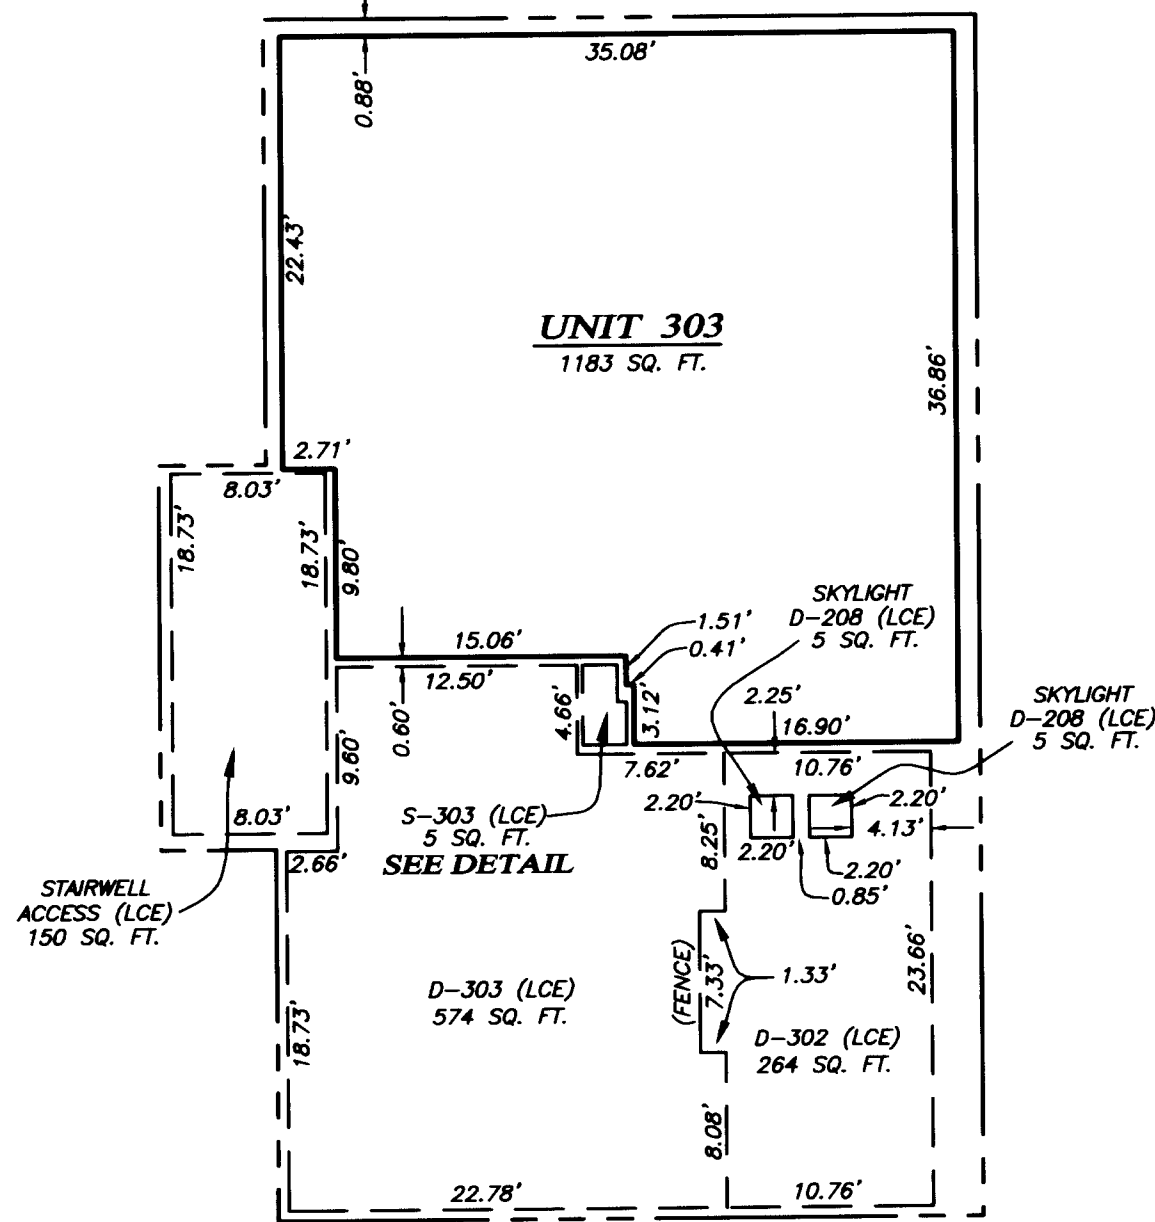 35.08'
0.88'
22.43'
UNIT 303
1183 SQ. FT.
36.86'
2.71'
8.03'
18.73'
18.73'
9.80'
SKYLIGHT
D-208 (LCE)
5 SQ. FT.
1.51'
0.41'
15.06'
12.50'
0.60'
4.66'
3.12'
2.25'
16.90'
SKYLIGHT
D-208 (LCE)
5 SQ. FT.
9.60'
7.62'
10.76'
8.03'
2.66'
S-303 (LCE)
5 SQ. FT.
SEE DETAIL
2.20'
2.20'
2.20'
4.13'
2.20'
0.85'
8.25'
STAIRWELL
ACCESS (LCE)
150 SQ. FT.
D-303 (LCE)
574 SQ. FT.
(FENCE)
7.33'
1.33'
23.66'
D-302 (LCE)
264 SQ. FT.
18.73'
8.08'
22.78'
10.76'